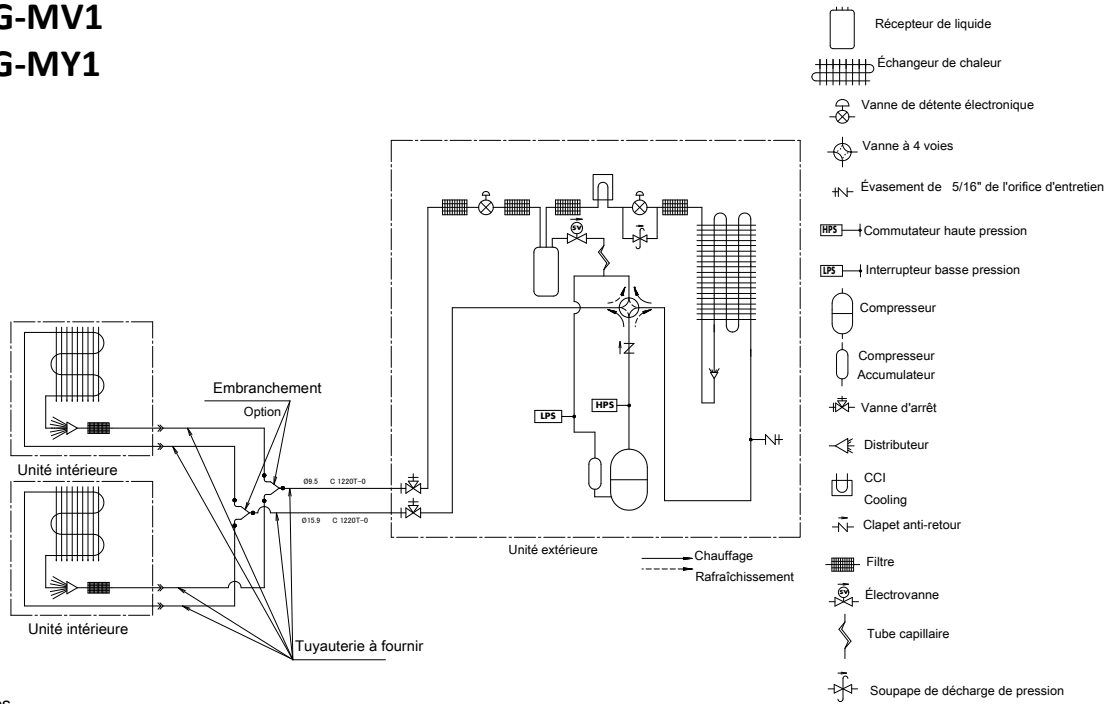 G-MV1
G-MY1
Récepteur de liquide
Échangeur de chaleur
Vanne de détente électronique
Vanne à 4 voies
Évasement de 5/16" de l'orifice d'entretien
HPS Commutateur haute pression
LPS Interrupteur basse pression
Compresseur
Compresseur
Accumulateur
Vanne d'arrêt
Distributeur
CCI
Cooling
Clapet anti-retour
Filtre
SV Électrovanne
Tube capillaire
Soupape de décharge de pression
SV
LPS
HPS
Embranchement
Option
Unité intérieure
Ø9.5 C 1220T-O
Ø15.9 C 1220T-O
Unité extérieure
Chauffage
Rafraîchissement
Unité intérieure
Tuyauterie à fournir